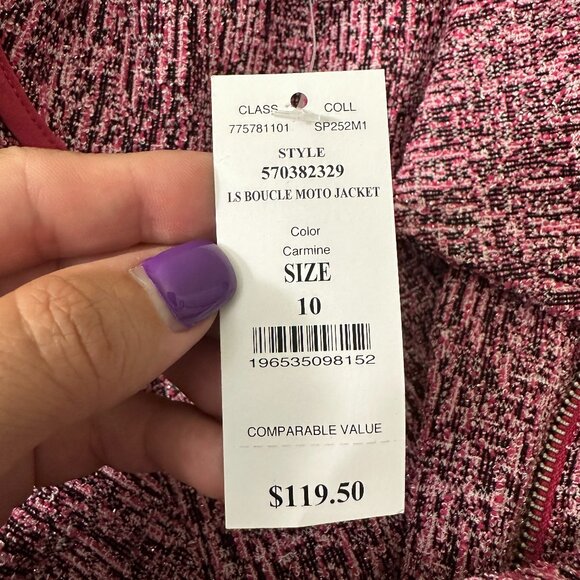 CLASS COLL
775781101 SP252M1
STYLE
570382329
LS BOUCLE MOTO JACKET
Color
Carmine
SIZE
10
196535098152
COMPARABLE VALUE
$119.50